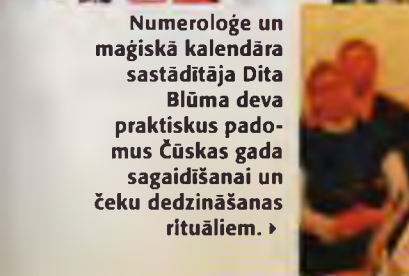 Numeroloģe un
maģiskā kalendāra
sastādītāja Dita
Blūma deva
praktiskus pado-
mus Čūskas gada
sagaidīšanai un
čeku dedzināšanas
rituāliem. ▸